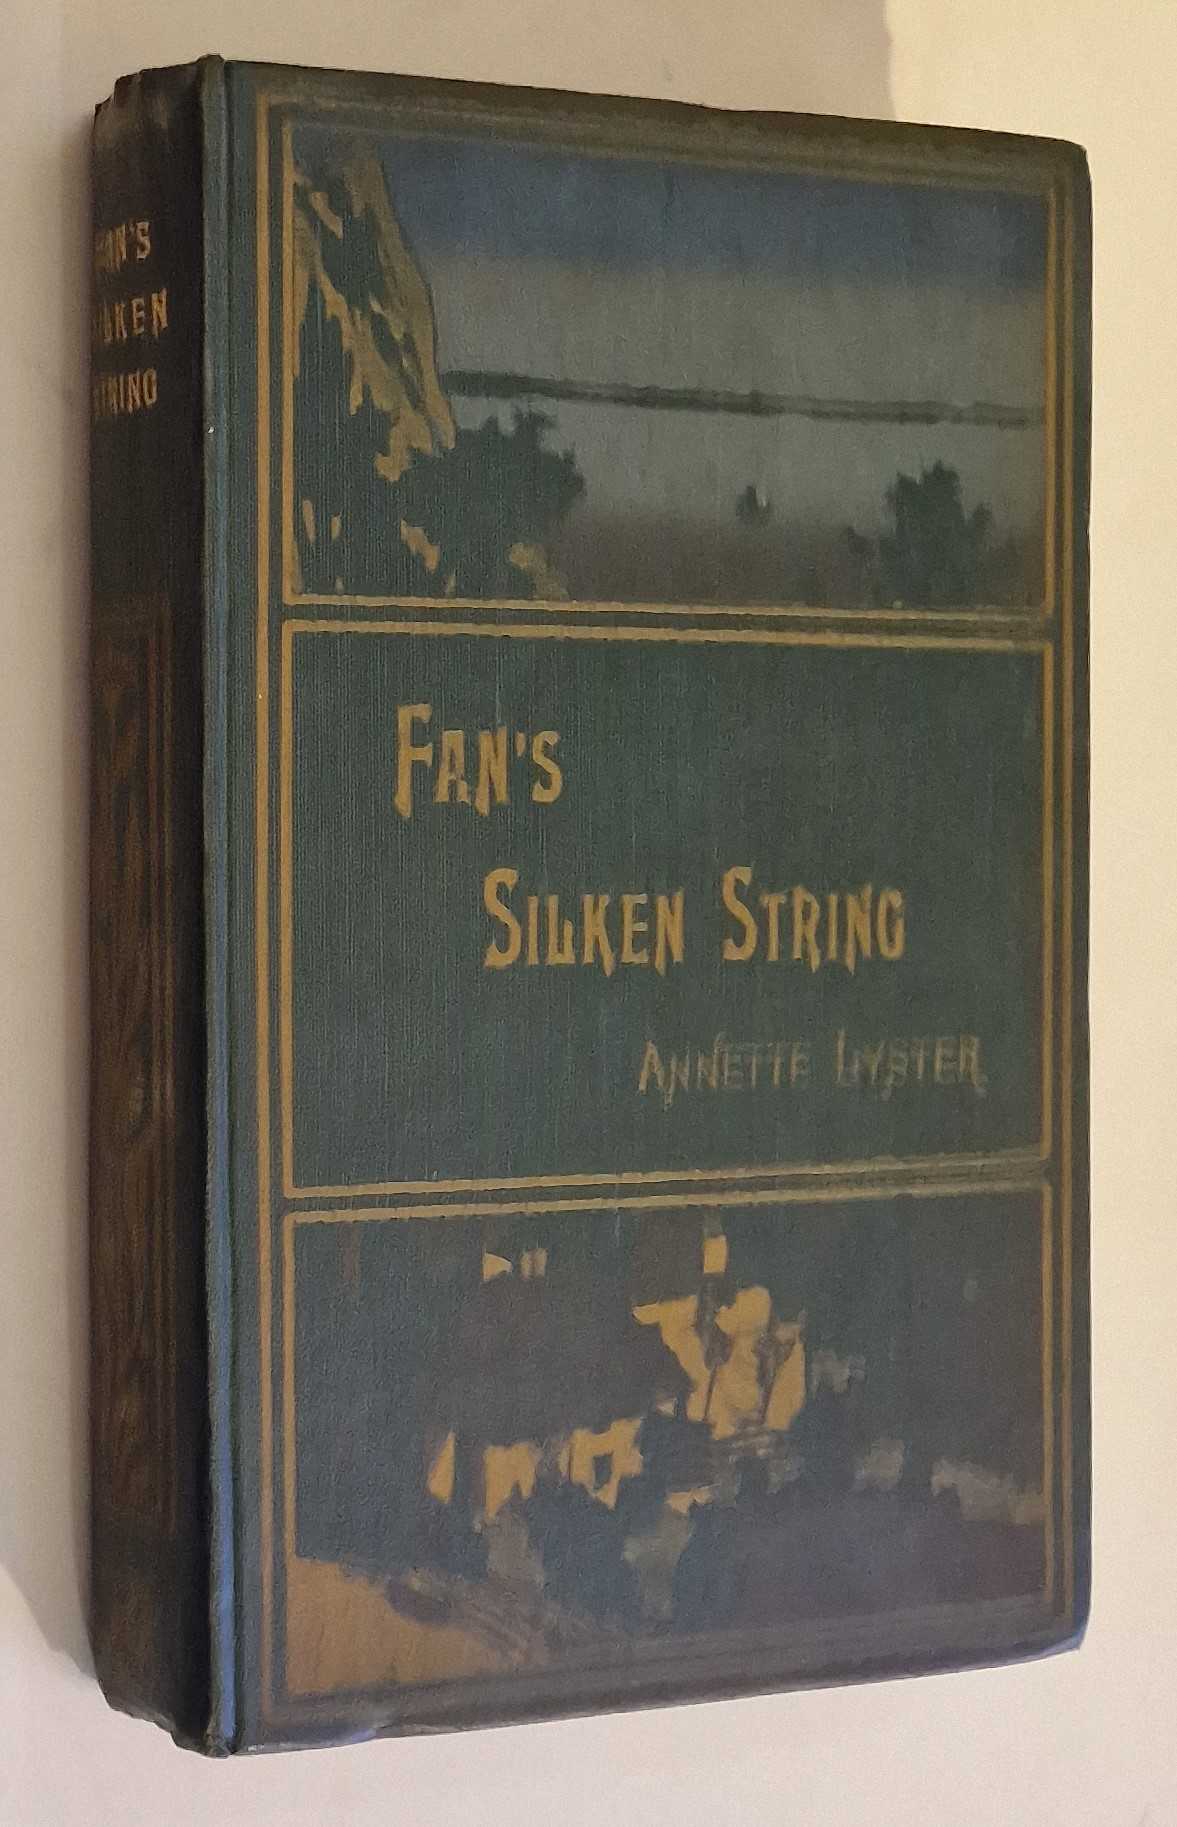 FAN'S
SILKEN
STRING
FAN'S
SILKEN STRING
ANNETTE LYSTER